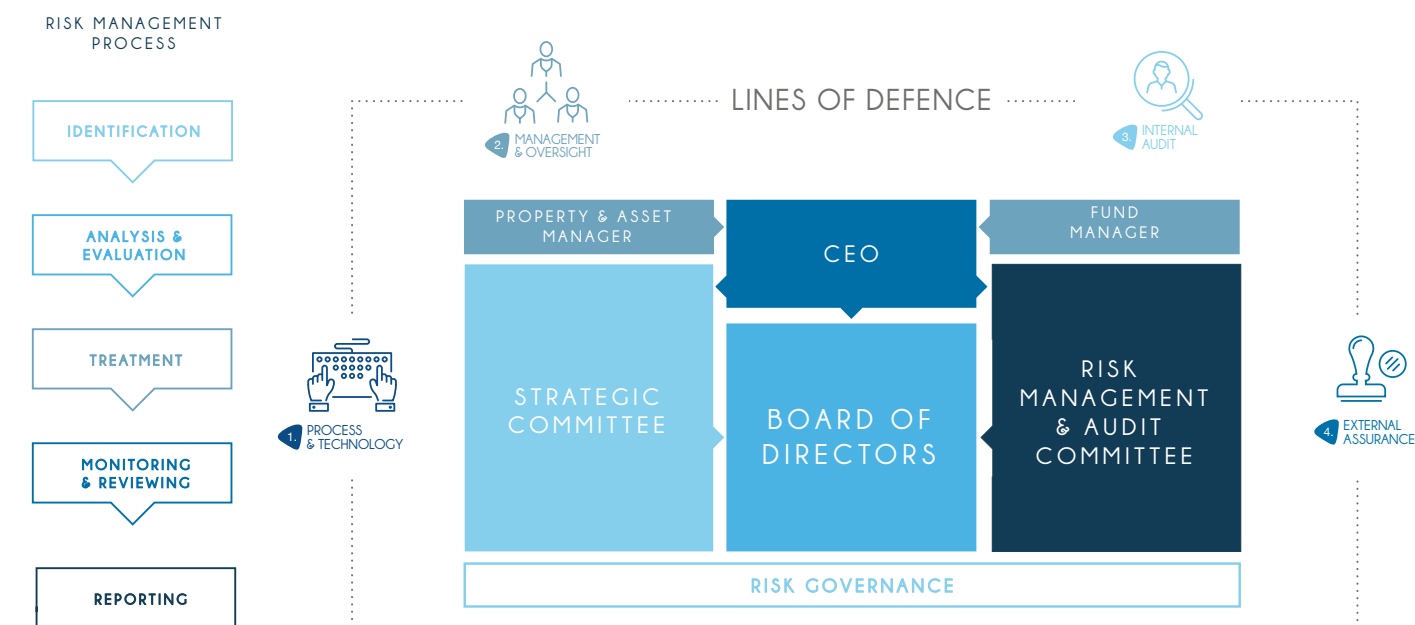 RISK MANAGEMENT
PROCESS
IDENTIFICATION
ANALYSIS &
EVALUATION
TREATMENT
MONITORING
& REVIEWING
REPORTING
LINES OF DEFENCE
1.
PROCESS
& TECHNOLOGY
2.
MANAGEMENT
& OVERSIGHT
3.
INTERNAL
AUDIT
4.
EXTERNAL
ASSURANCE
PROPERTY & ASSET
MANAGER
CEO
FUND
MANAGER
STRATEGIC
COMMITTEE
BOARD OF
DIRECTORS
RISK
MANAGEMENT
& AUDIT
COMMITTEE
RISK GOVERNANCE